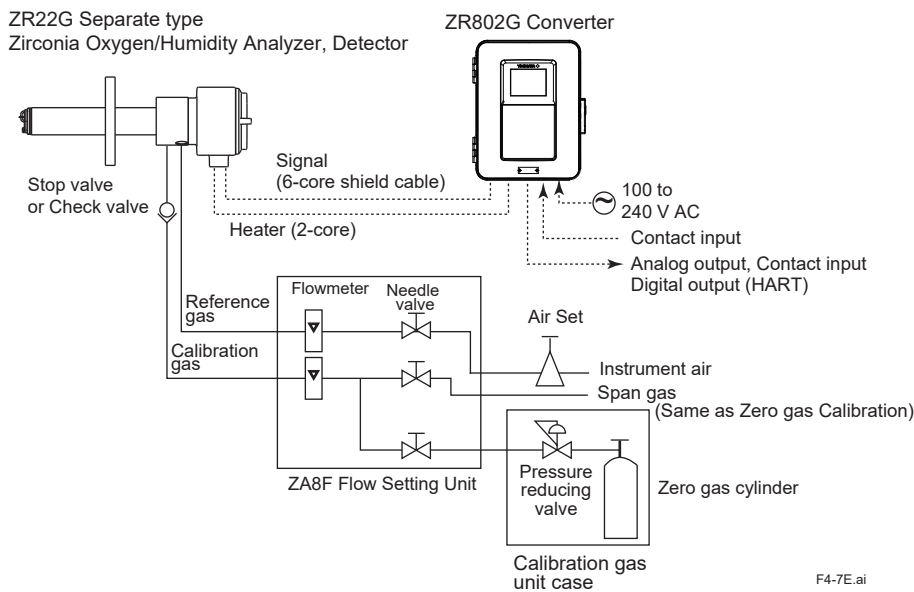 ZR22G Separate type
Zirconia Oxygen/Humidity Analyzer, Detector
ZR802G Converter
YOKOGAWA
Stop valve
or Check valve
Signal
(6-core shield cable)
Heater (2-core)
100 to
240 V AC
Contact input
Analog output, Contact input
Digital output (HART)
Reference
gas
Calibration
gas
Flowmeter
Needle
valve
Air Set
Instrument air
Span gas
(Same as Zero gas Calibration)
ZA8F Flow Setting Unit
Pressure
reducing
valve
Zero gas cylinder
Calibration gas
unit case
F4-7E.ai